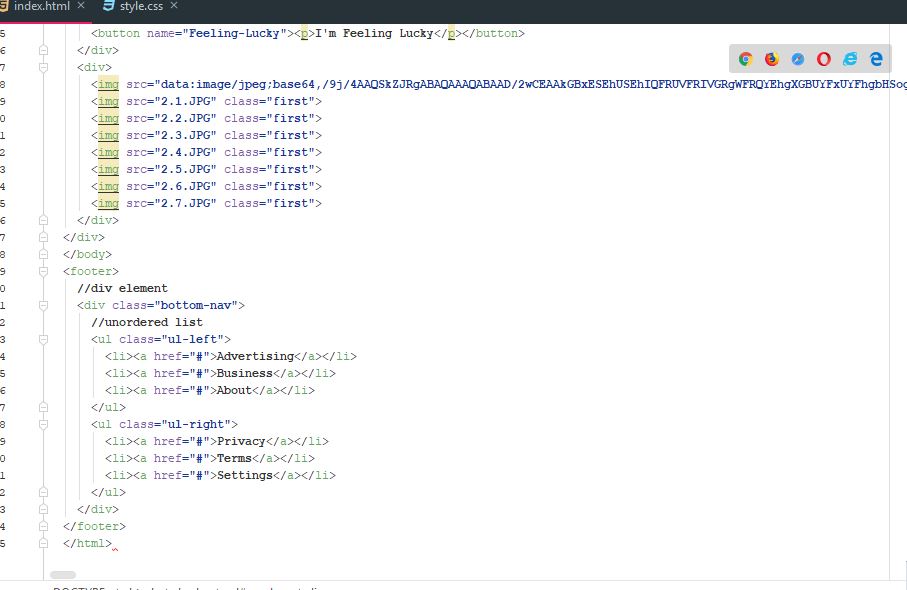 index.html × style.css ×
5 <button name="Feeling-Lucky"><p>I'm Feeling Lucky</p></button>
6 </div>
7 <div>
8 <img src="data:image/jpeg;base64,/9j/4AAQSkZJRgABAQAAAQABAAD/2wCEAAkGBxESEhUSEhIQFRUVFRIVGRgWFRQYEhgXGBUYFxUYFhgbHSog
9 <img src="2.1.JPG" class="first">
0 <img src="2.2.JPG" class="first">
1 <img src="2.3.JPG" class="first">
2 <img src="2.4.JPG" class="first">
3 <img src="2.5.JPG" class="first">
4 <img src="2.6.JPG" class="first">
5 <img src="2.7.JPG" class="first">
6 </div>
7 </div>
8 </body>
9 <footer>
0 //div element
1 <div class="bottom-nav">
2 //unordered list
3 <ul class="ul-left">
4 <li><a href="#">Advertising</a></li>
5 <li><a href="#">Business</a></li>
6 <li><a href="#">About</a></li>
7 </ul>
8 <ul class="ul-right">
9 <li><a href="#">Privacy</a></li>
0 <li><a href="#">Terms</a></li>
1 <li><a href="#">Settings</a></li>
2 </ul>
3 </div>
4 </footer>
5 </html>